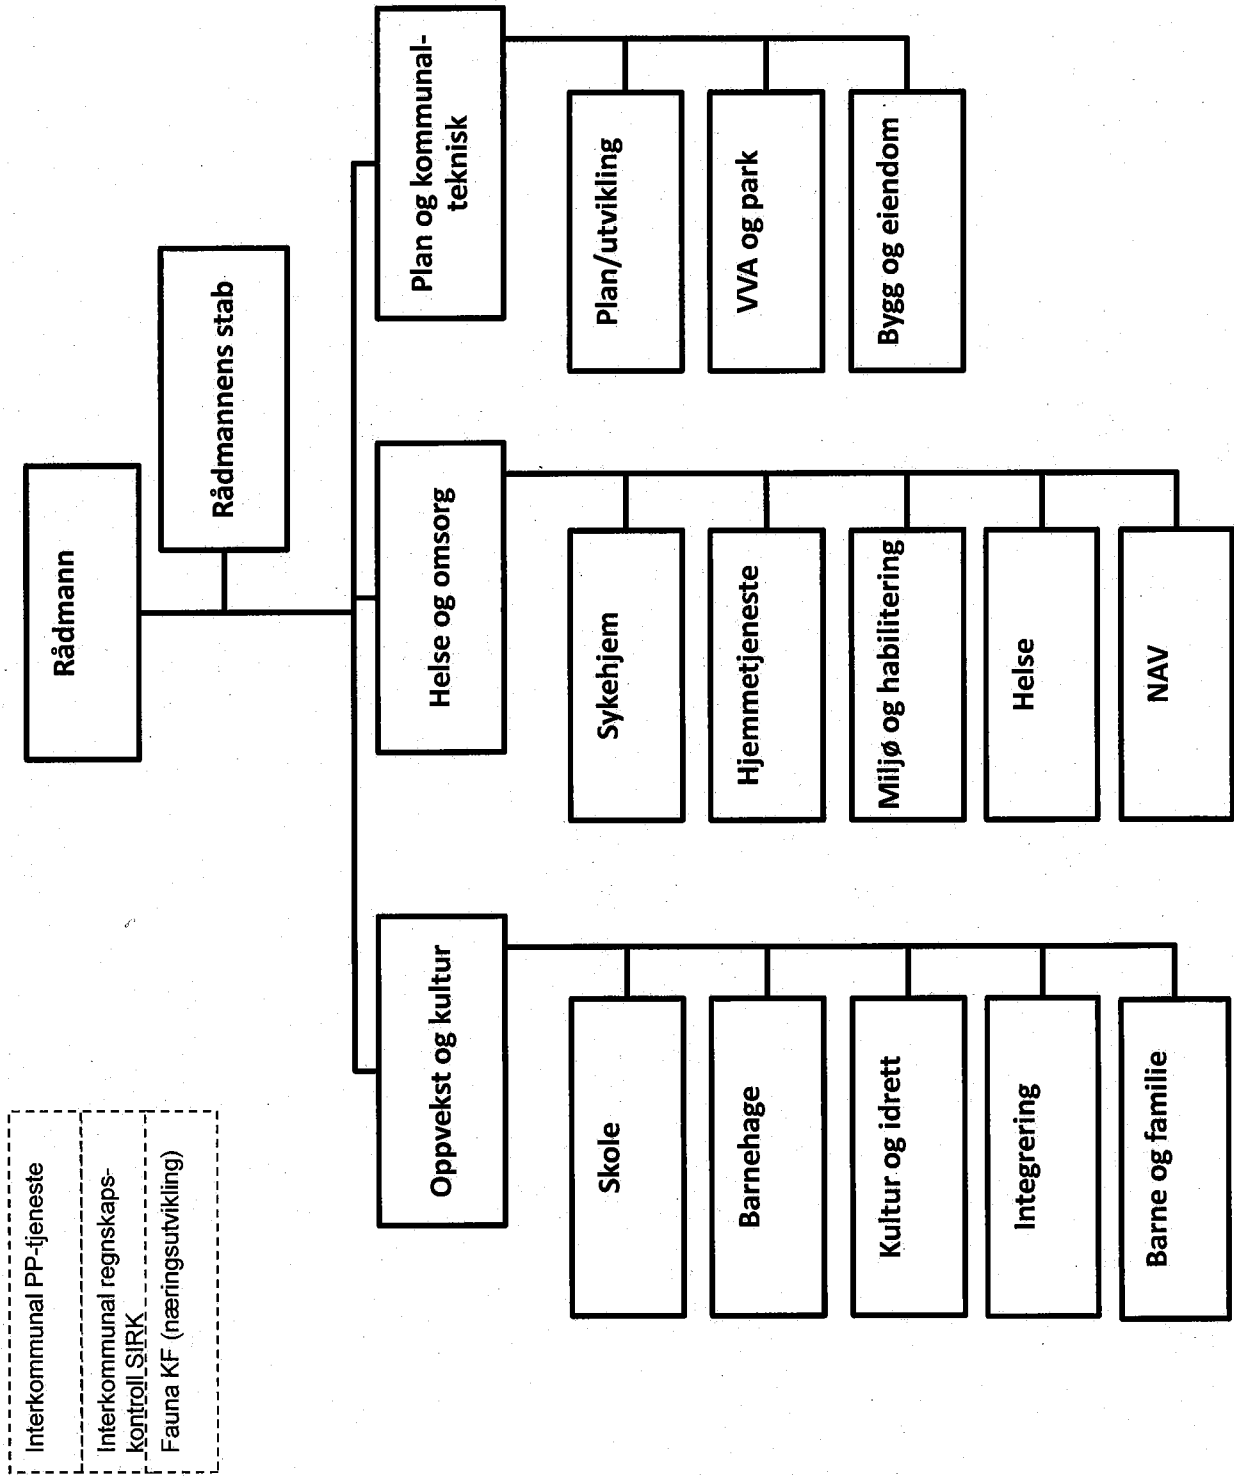 Interkommunal PP-tjeneste
Interkommunal regnskaps-
kontroll SIRK
Fauna KF (næringsutvikling)
Rådmann
Rådmannens stab
Oppvekst og kultur
Skole
Barnehage
Kultur og idrett
Integrering
Barne og familie
Helse og omsorg
Sykehjem
Hjemmetjeneste
Miljø og habilitering
Helse
NAV
Plan og kommunal-
teknisk
Plan/utvikling
VVA og park
Bygg og eiendom